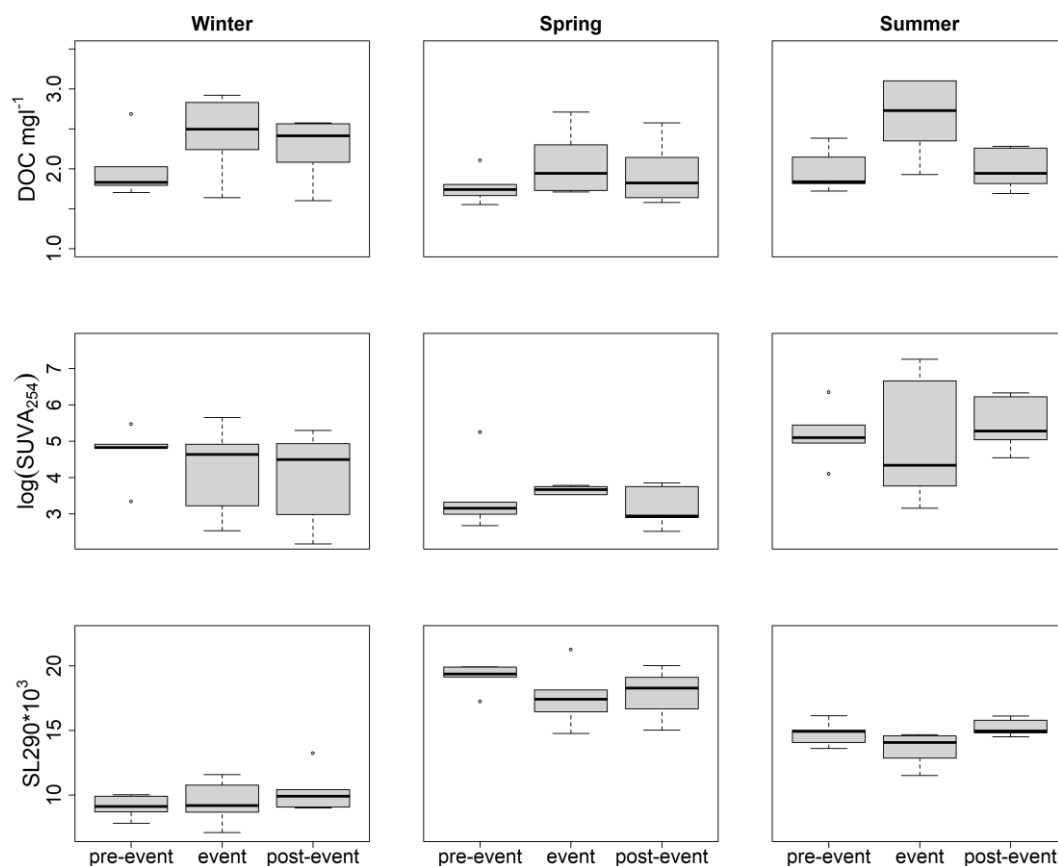 Winter Spring Summer
DOC mgl⁻¹
3.0
2.0
1.0
log(SUVA₂₅₄)
7
6
5
4
3
SL290*10³
20
15
10
pre-event event post-event pre-event event post-event pre-event event post-event